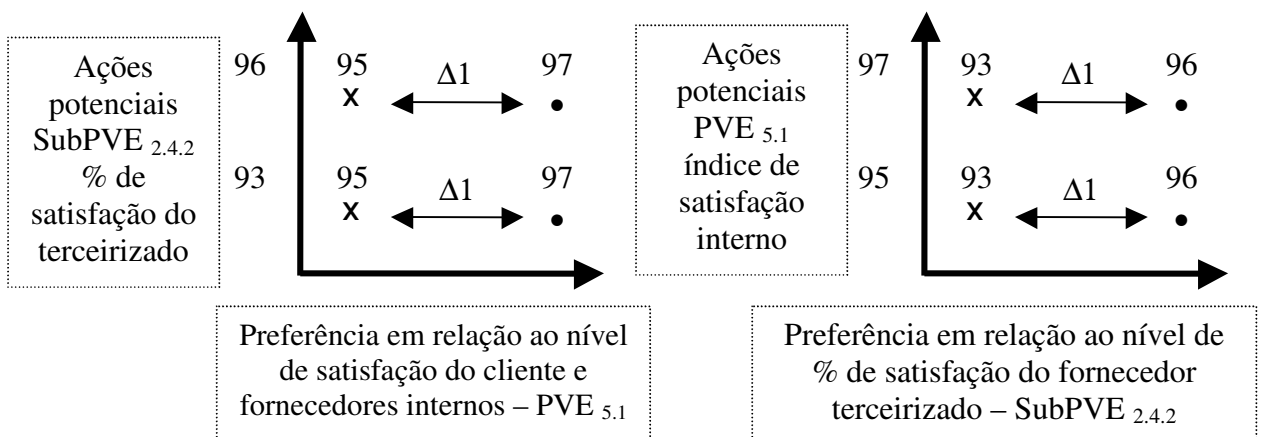 Ações
potenciais
SubPVE 2.4.2
% de
satisfação do
terceirizado
96
95
Δ1
97
x
93
95
Δ1
97
x
Preferência em relação ao nível
de satisfação do cliente e
fornecedores internos – PVE 5.1
Ações
potenciais
PVE 5.1
índice de
satisfação
interno
97
93
Δ1
96
x
95
93
Δ1
96
x
Preferência em relação ao nível de
% de satisfação do fornecedor
terceirizado – SubPVE 2.4.2